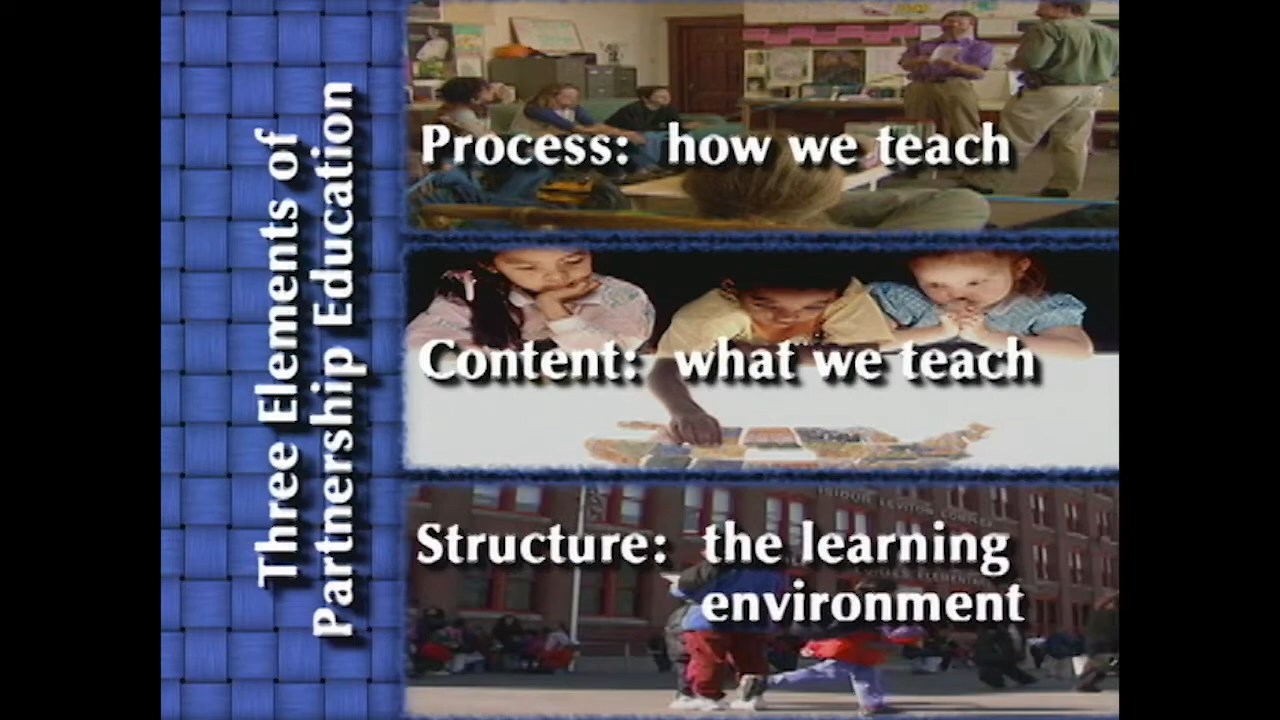 Three Elements of
Partnership Education
Process: how we teach
Content: what we teach
Structure: the learning
environment